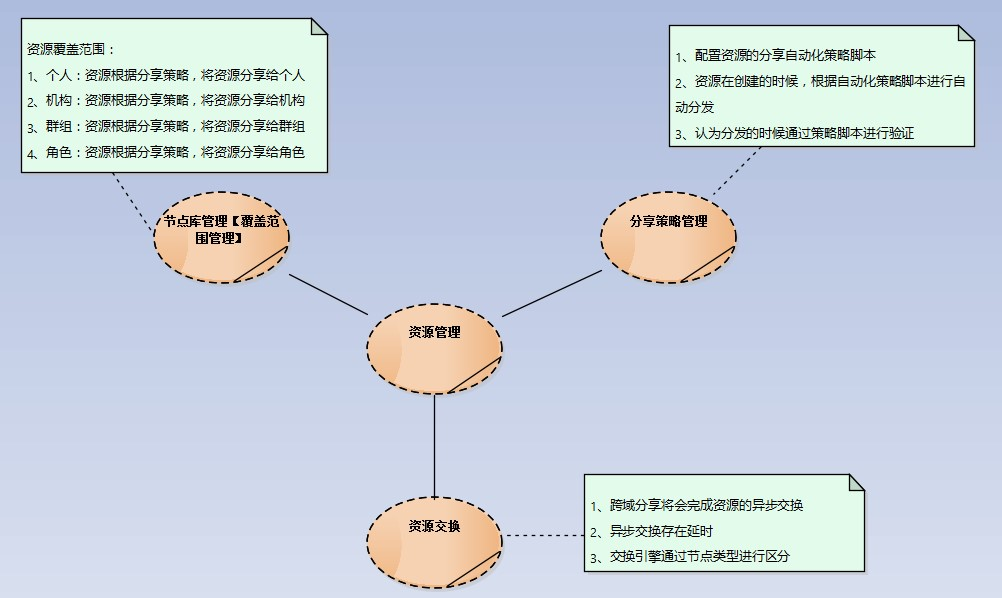 资源覆盖范围：
1、个人：资源根据分享策略，将资源分享给个人
2、机构：资源根据分享策略，将资源分享给机构
3、群组：资源根据分享策略，将资源分享给群组
4、角色：资源根据分享策略，将资源分享给角色
1、配置资源的分享自动化策略脚本
2、资源在创建的时候，根据自动化策略脚本进行自
动分发
3、认为分发的时候通过策略脚本进行验证
节点库管理【覆盖范
围管理】
分享策略管理
资源管理
资源交换
1、跨域分享将会完成资源的异步交换
2、异步交换存在延时
3、交换引擎通过节点类型进行区分